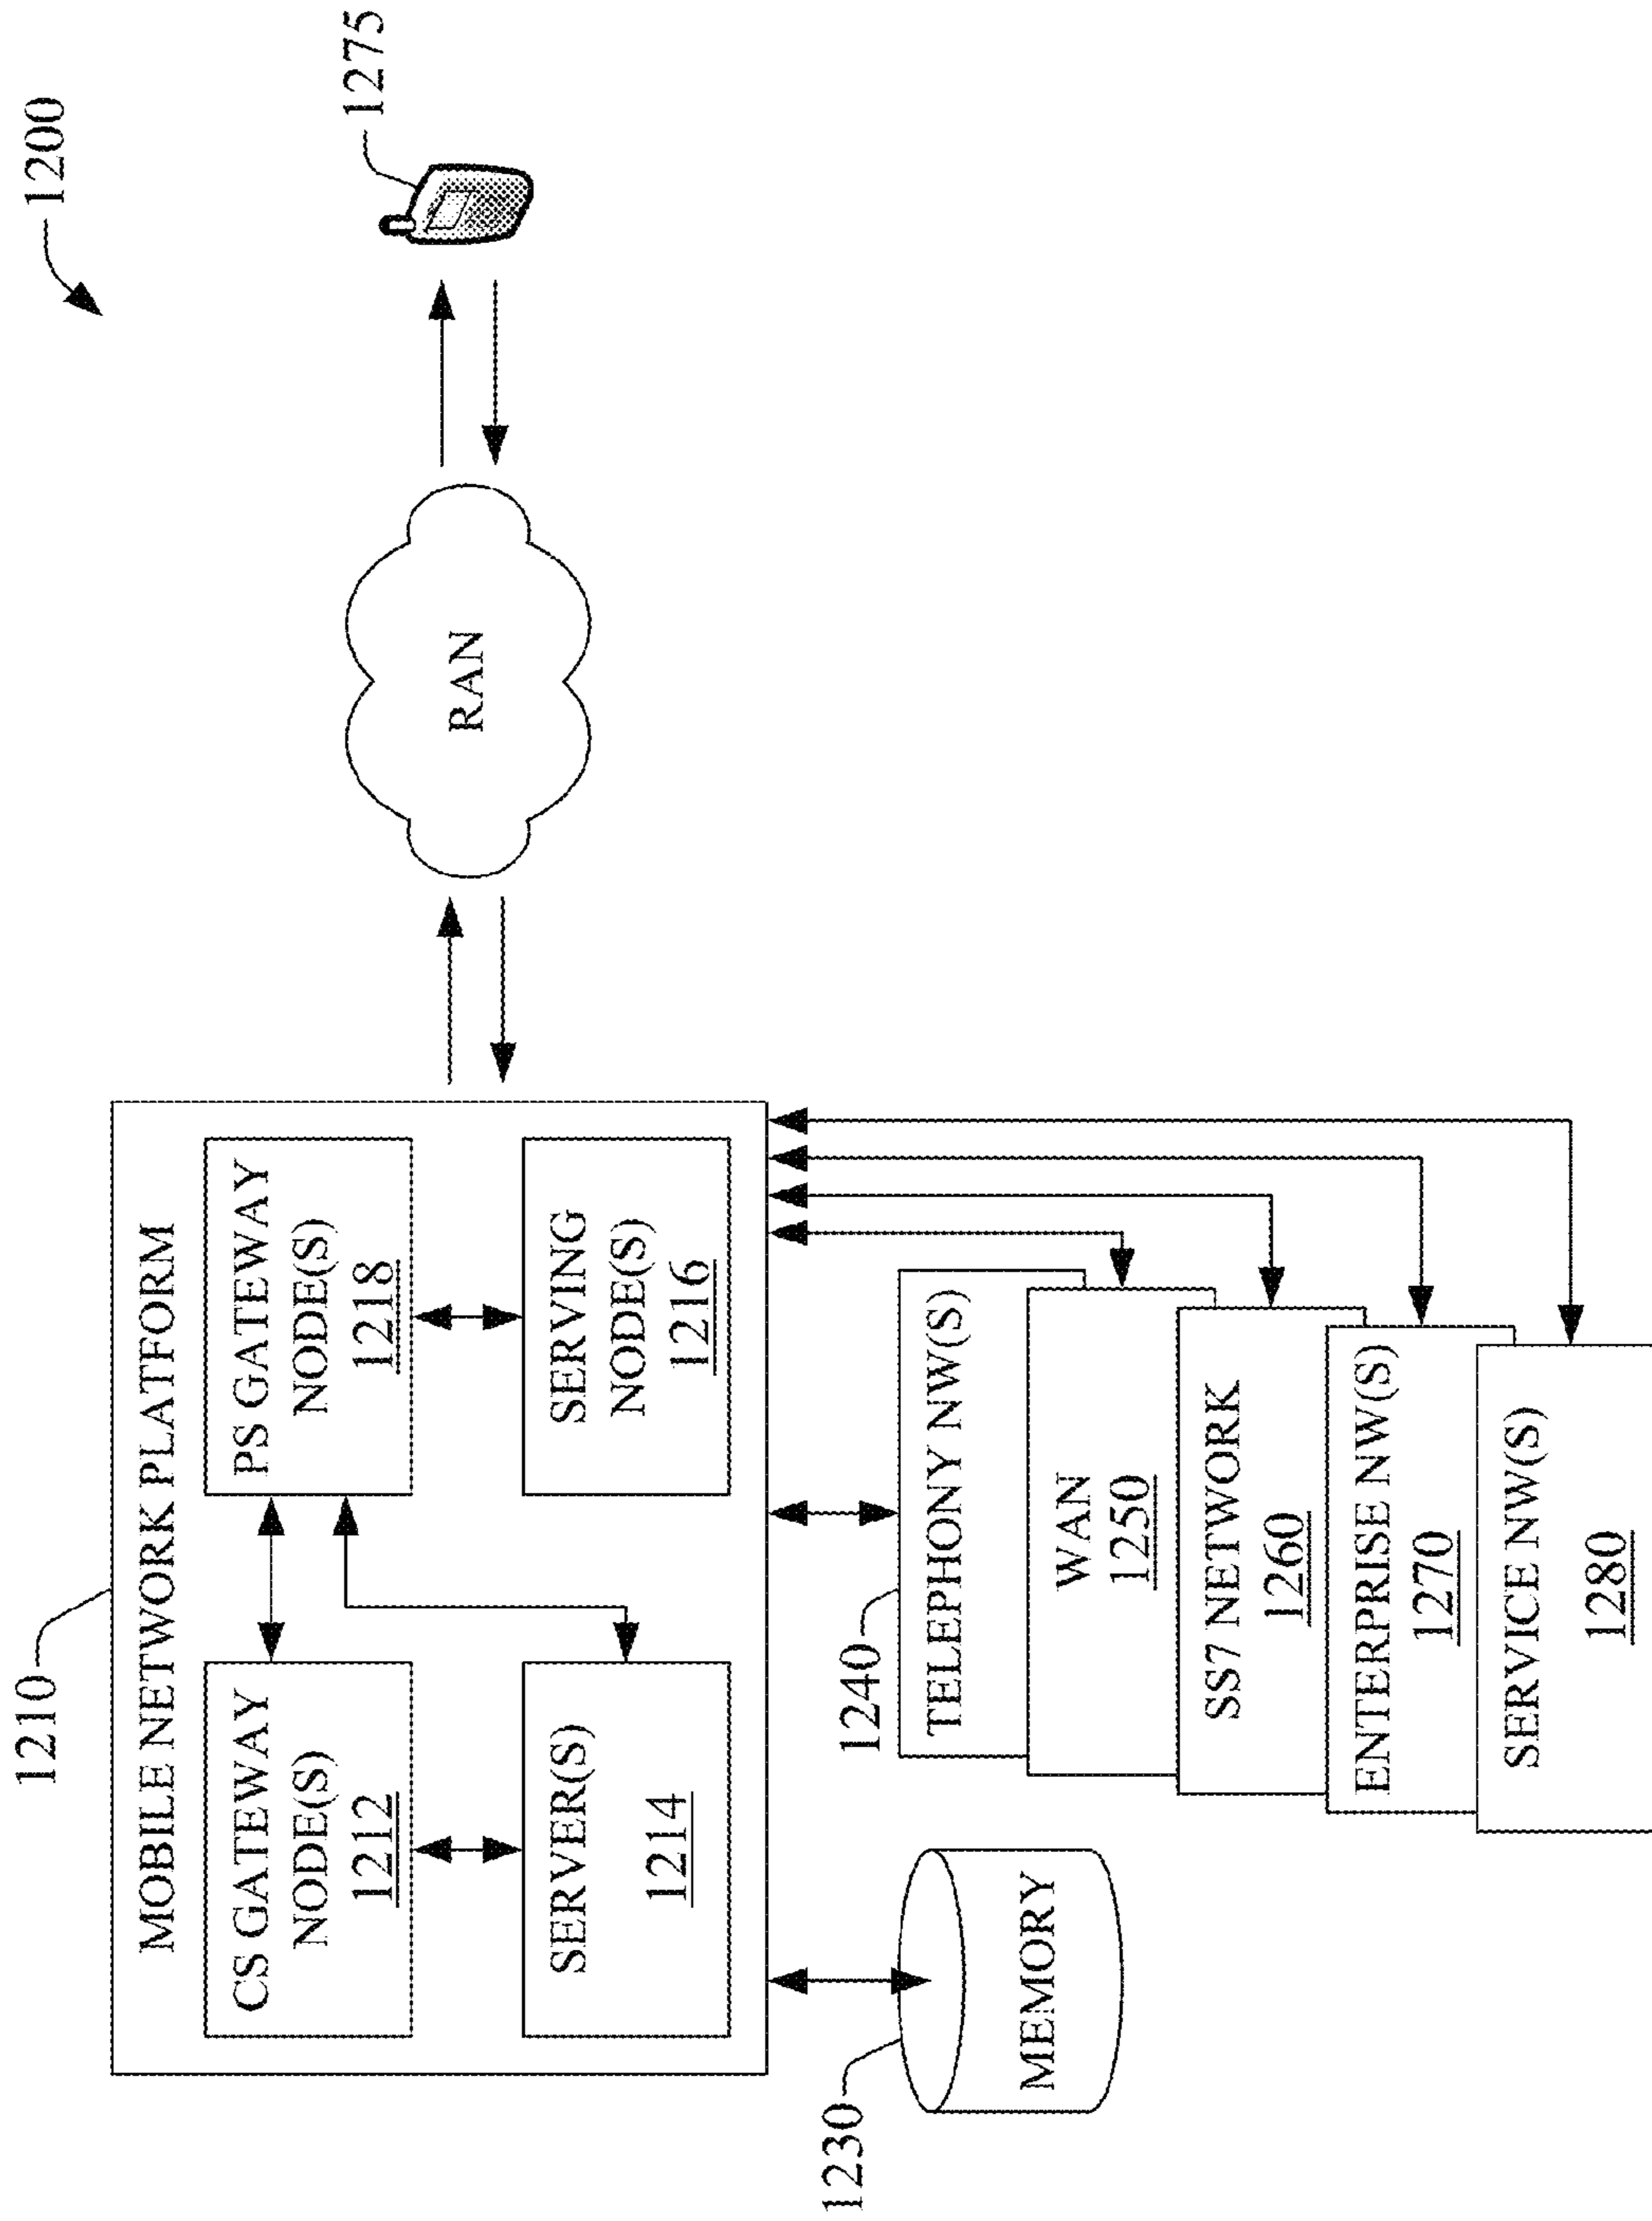 1200
1210
MOBILE NETWORK PLATFORM
CS GATEWAY
NODE(S)
1212
PS GATEWAY
NODE(S)
1218
SERVER(S)
1214
SERVING
NODE(S)
1216
RAN
1275
1230
MEMORY
1240
TELEPHONY NW(S)
WAN
1250
SS7 NETWORK
1260
ENTERPRISE NW(S)
1270
SERVICE NW(S)
1280